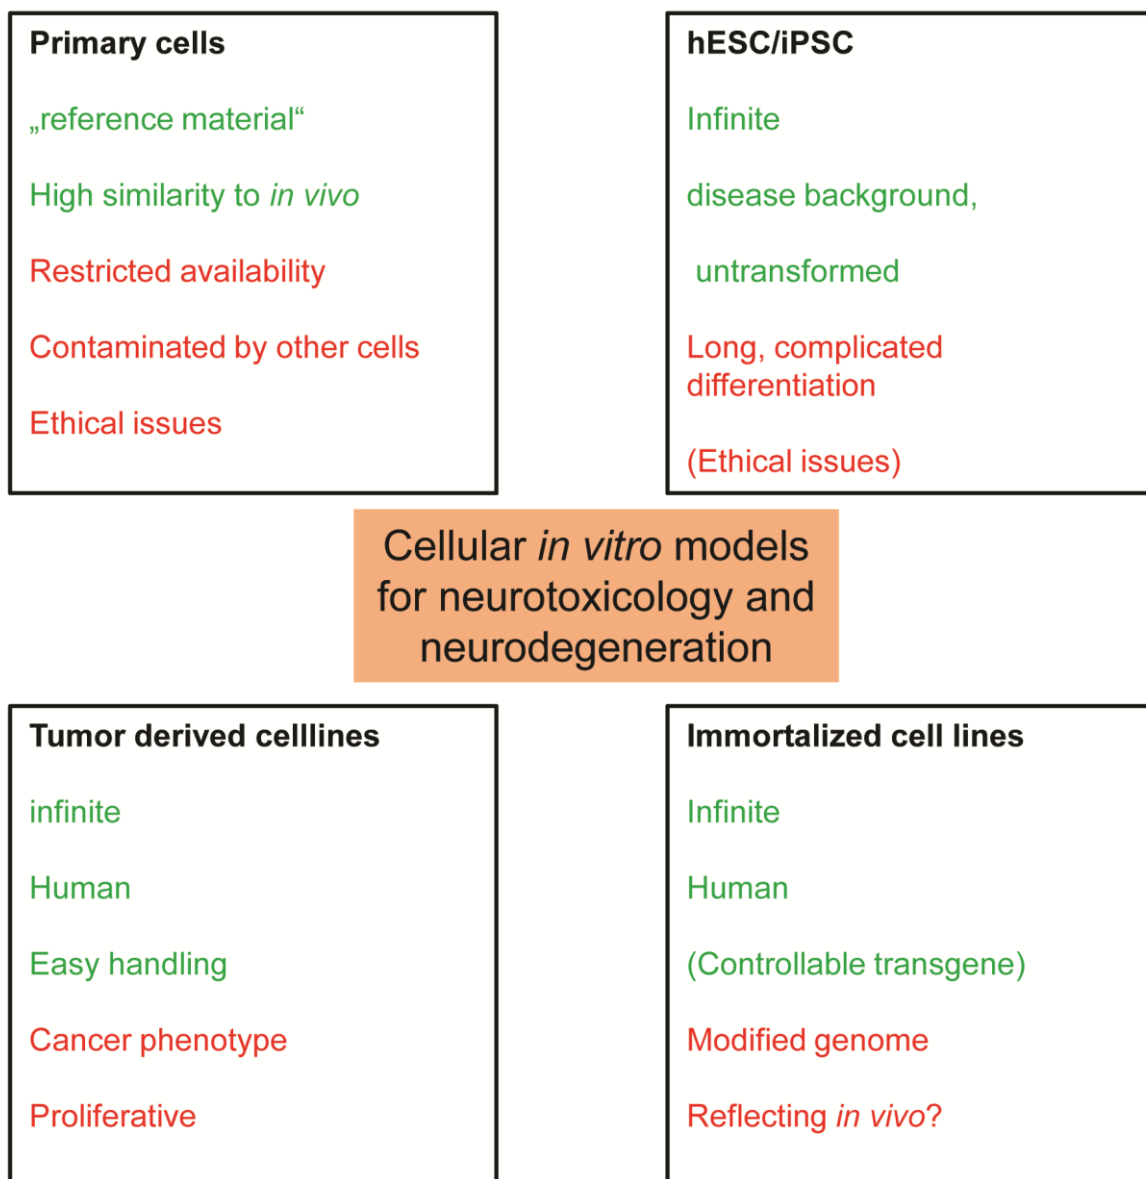 Primary cells
„reference material“
High similarity to in vivo
Restricted availability
Contaminated by other cells
Ethical issues
hESC/iPSC
Infinite
disease background,
untransformed
Long, complicated
differentiation
(Ethical issues)
Cellular in vitro models
for neurotoxicology and
neurodegeneration
Tumor derived celllines
infinite
Human
Easy handling
Cancer phenotype
Proliferative
Immortalized cell lines
Infinite
Human
(Controllable transgene)
Modified genome
Reflecting in vivo?